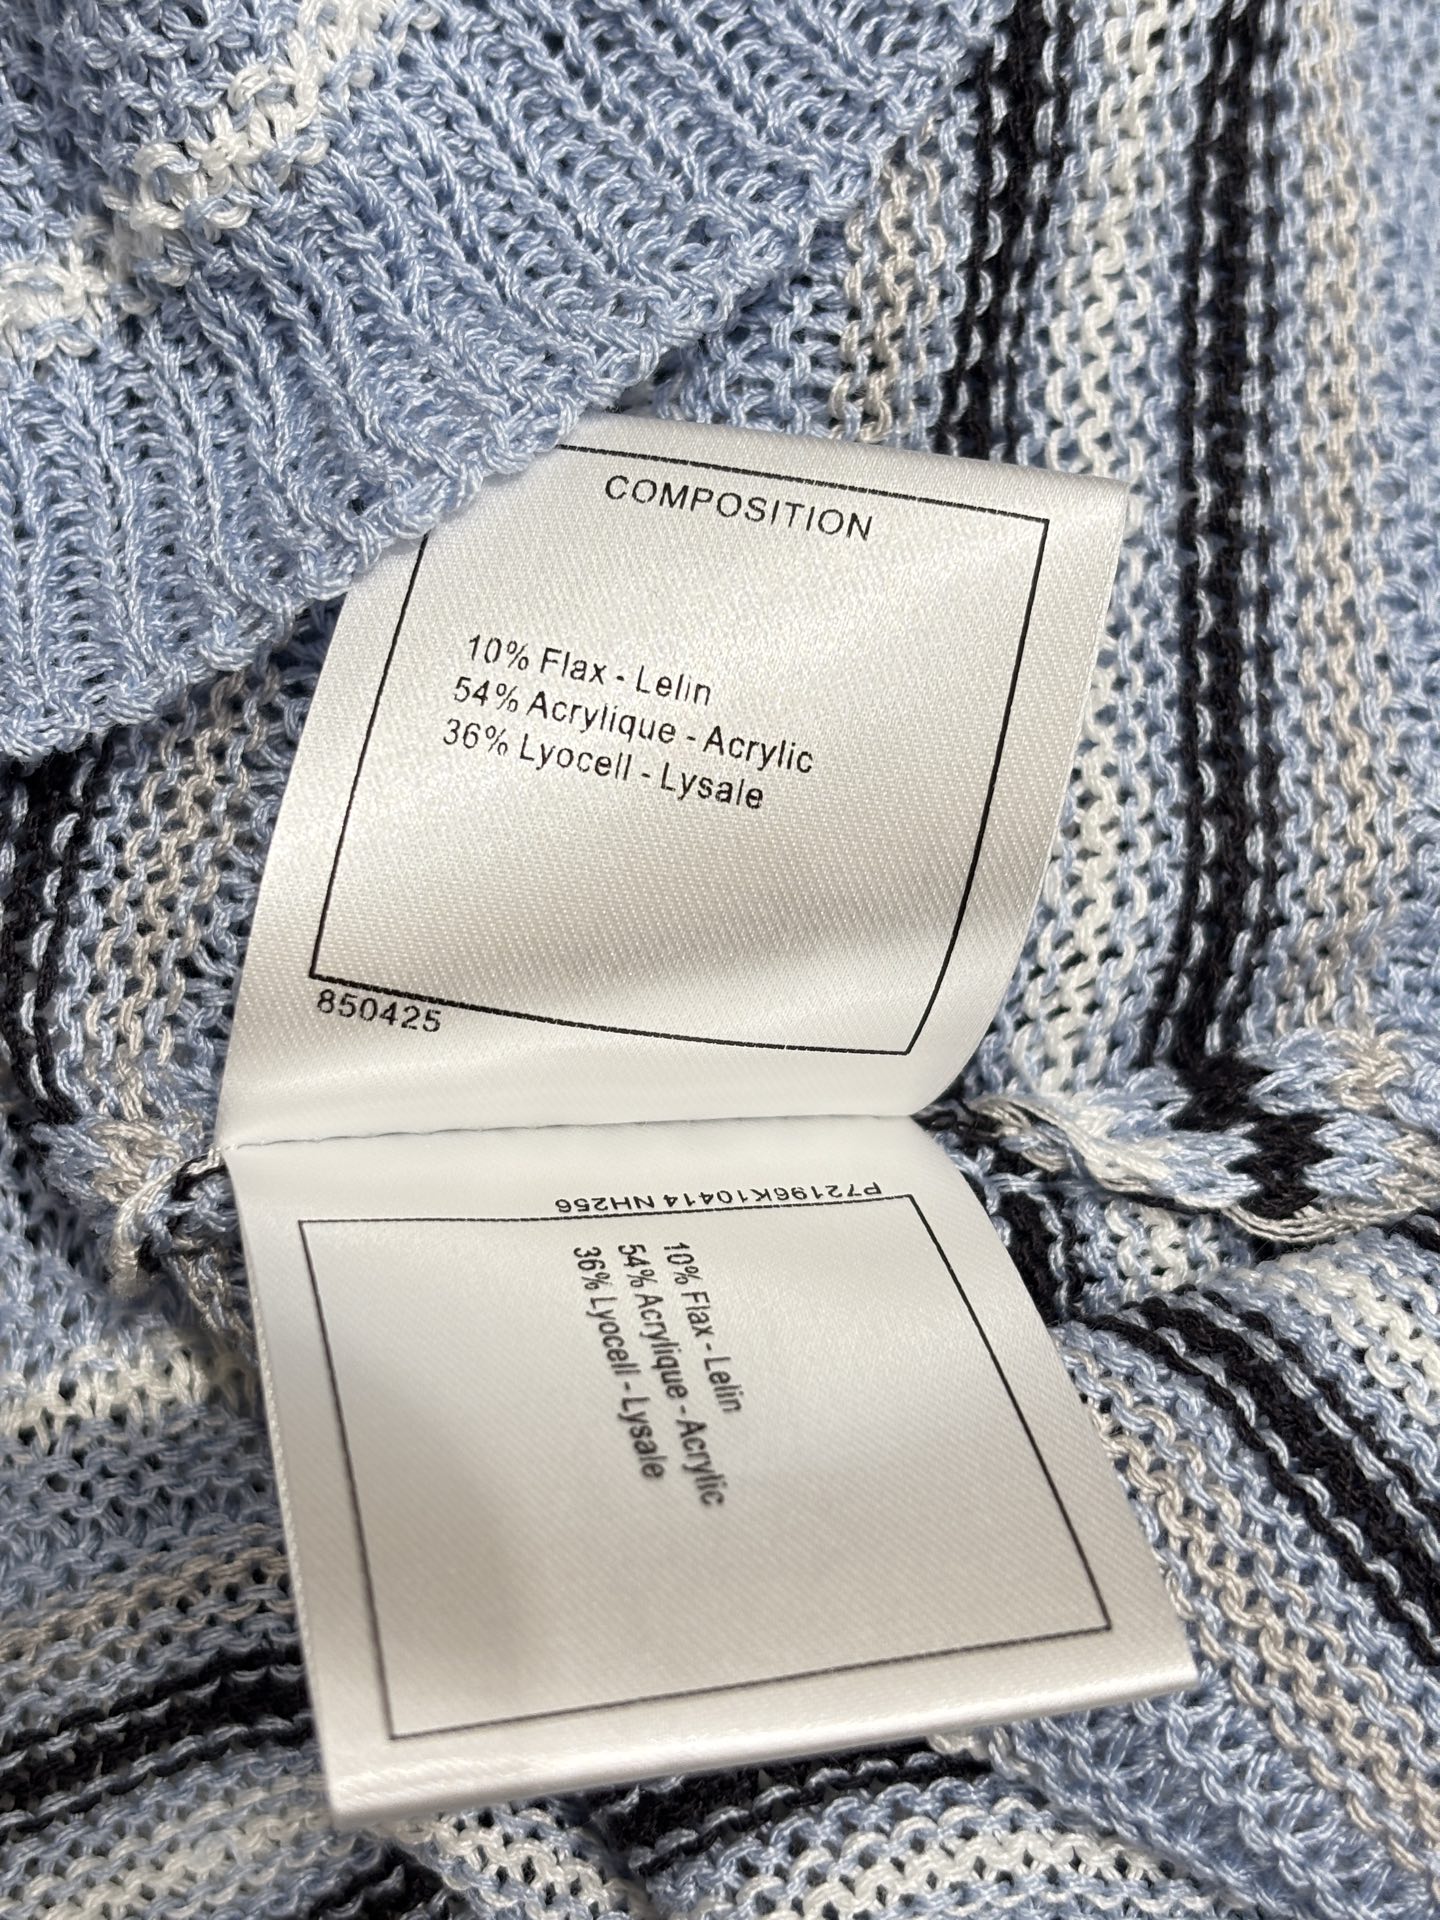 COMPOSITION
10% Flax - Lelin
54% Acrylique - Acrylic
36% Lyocell - Lysale
850425
P72196K10414 NH256
10% Flax - Lelin
54% Acrylique - Acrylic
36% Lyocell - Lysale